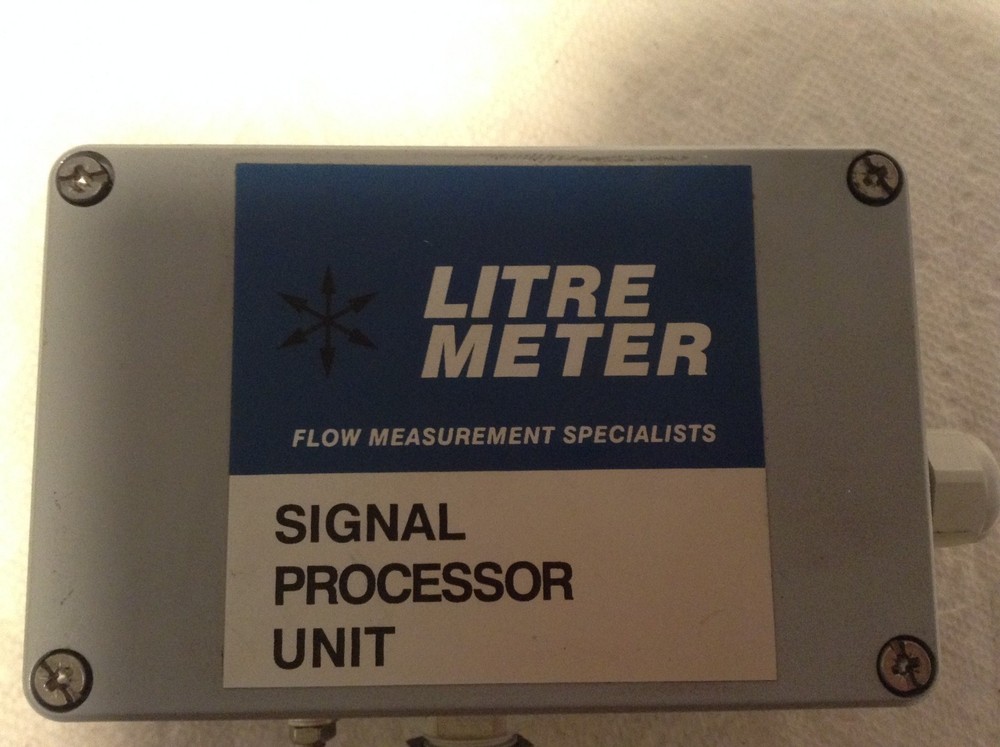 LITRE
METER
FLOW MEASUREMENT SPECIALISTS
SIGNAL
PROCESSOR
UNIT